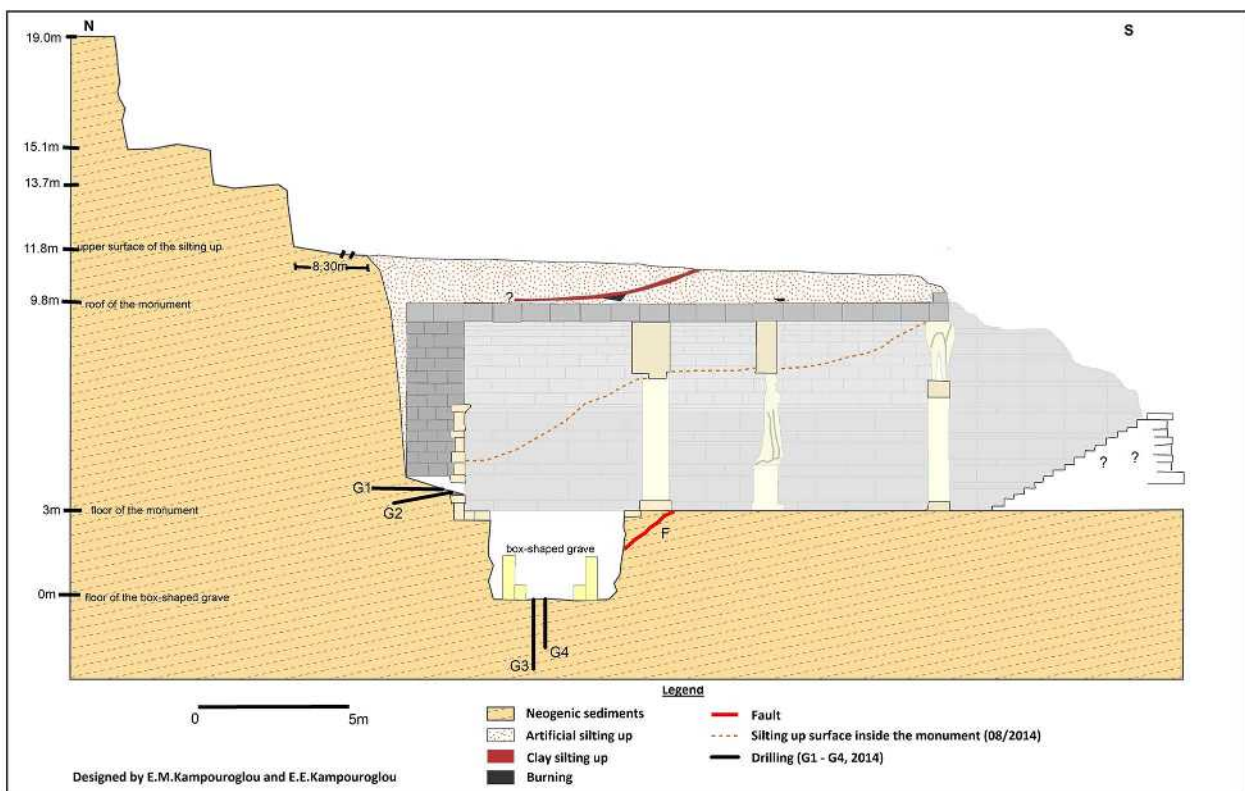 N
S
19.0m
15.1m
13.7m
11.8m
upper surface of the silting up
8,30m
?
9.8m
roof of the monument
? ?
G1
G2
3m
floor of the monument
F
box-shaped grave
0m
floor of the box-shaped grave
G4
G3
Legend
0 5m
Neogenic sediments
Artificial silting up
Clay silting up
Burning
Fault
Silting up surface inside the monument (08/2014)
Drilling (G1 - G4, 2014)
Designed by E.M.Kampouroglou and E.E.Kampouroglou